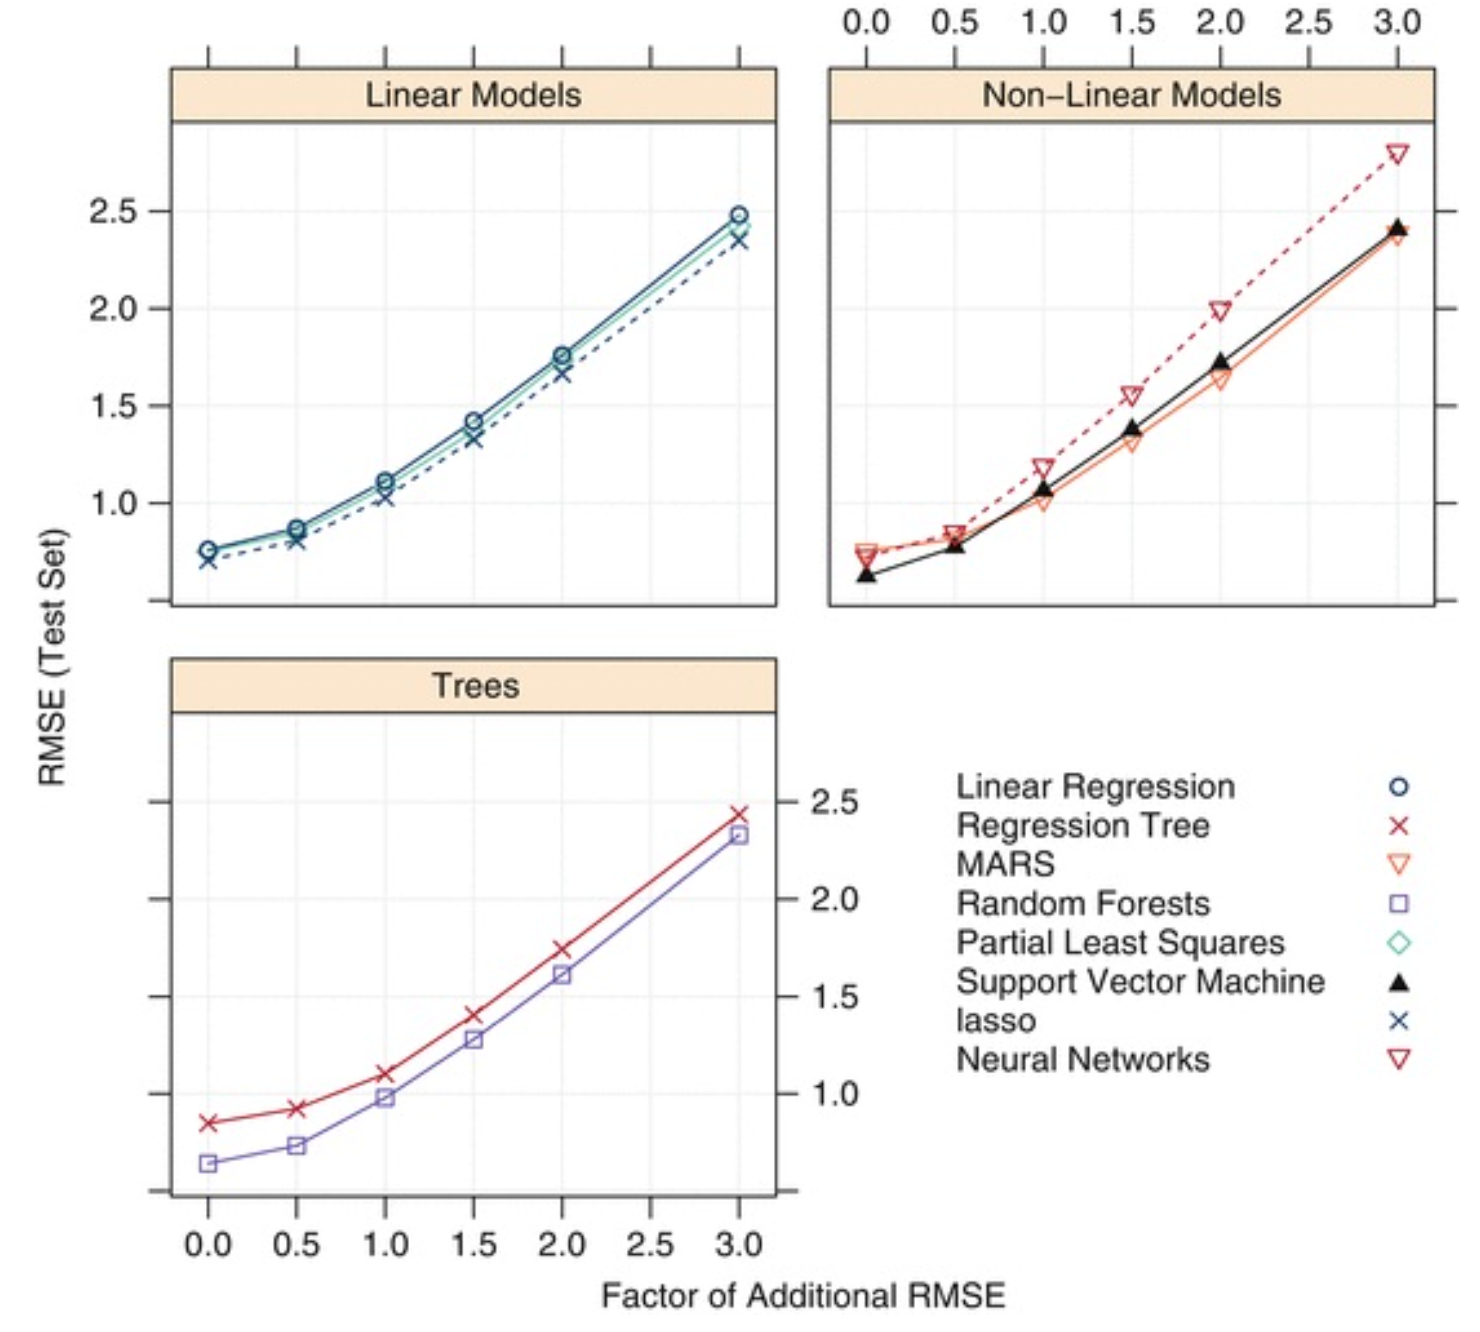 0.0 0.5 1.0 1.5 2.0 2.5 3.0
Linear Models
Non−Linear Models
2.5
2.0
1.5
1.0
RMSE (Test Set)
Trees
2.5
2.0
1.5
1.0
Linear Regression
Regression Tree
MARS
Random Forests
Partial Least Squares
Support Vector Machine
lasso
Neural Networks
0.0 0.5 1.0 1.5 2.0 2.5 3.0
Factor of Additional RMSE